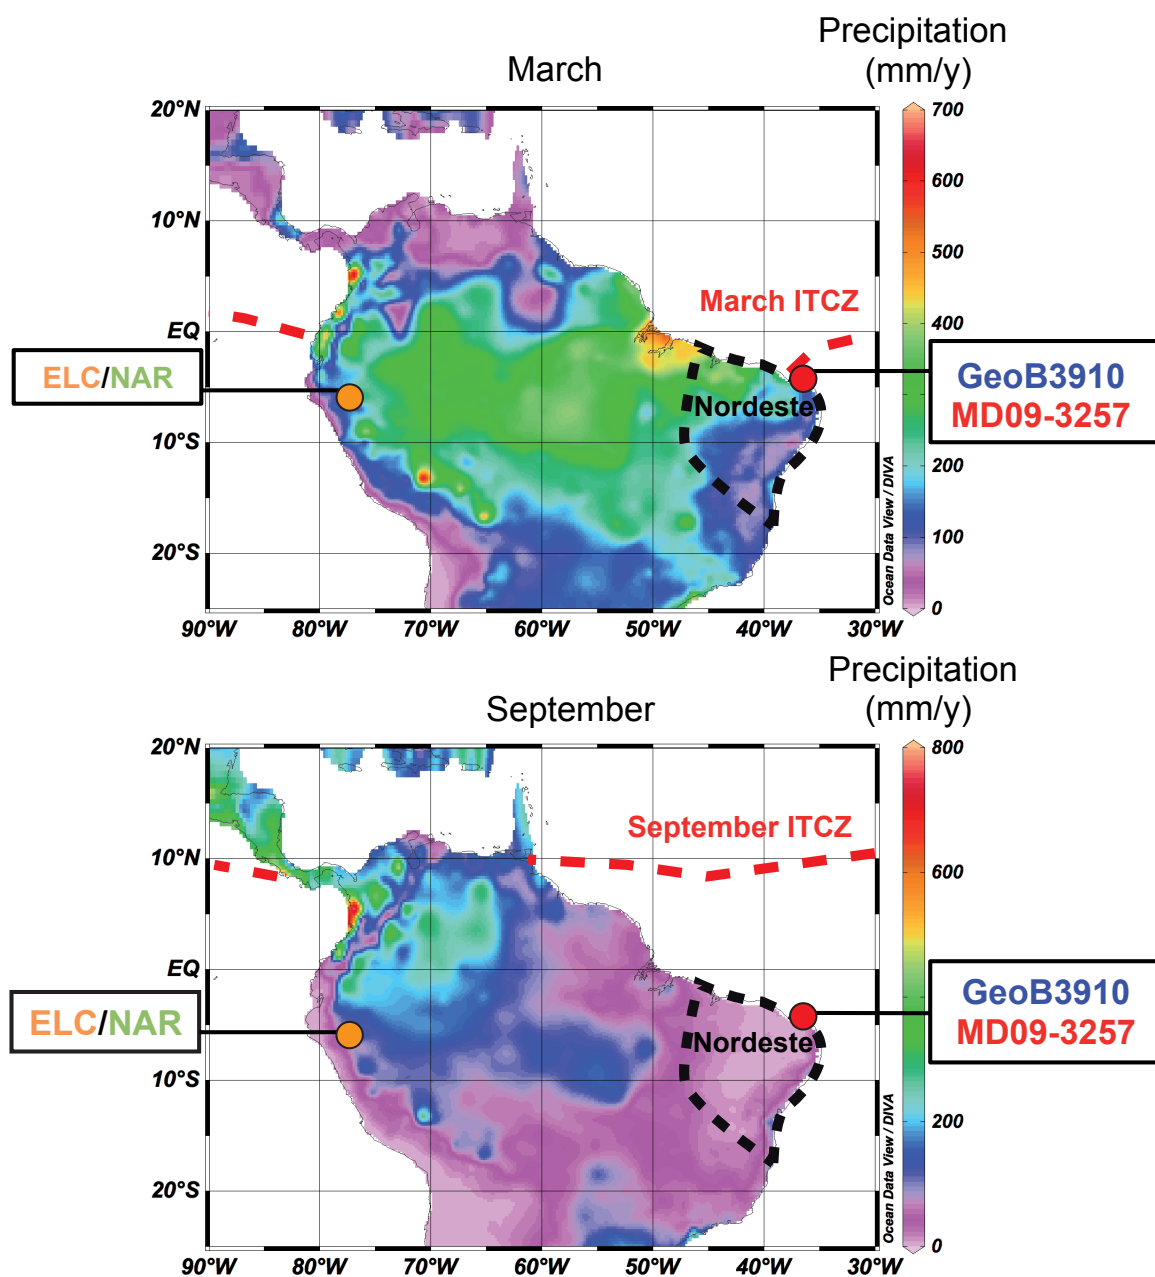 Precipitation
(mm/y)
March
20°N
10°N
EQ
10°S
20°S
90°W 80°W 70°W 60°W 50°W 40°W 30°W
700
600
500
400
200
100
0
March ITCZ
ELC/NAR
Nordeste
GeoB3910
MD09-3257
Ocean Data View / DIVA
Precipitation
(mm/y)
September
20°N
10°N
EQ
10°S
20°S
90°W 80°W 70°W 60°W 50°W 40°W 30°W
800
600
200
0
September ITCZ
ELC/NAR
Nordeste
GeoB3910
MD09-3257
Ocean Data View / DIVA